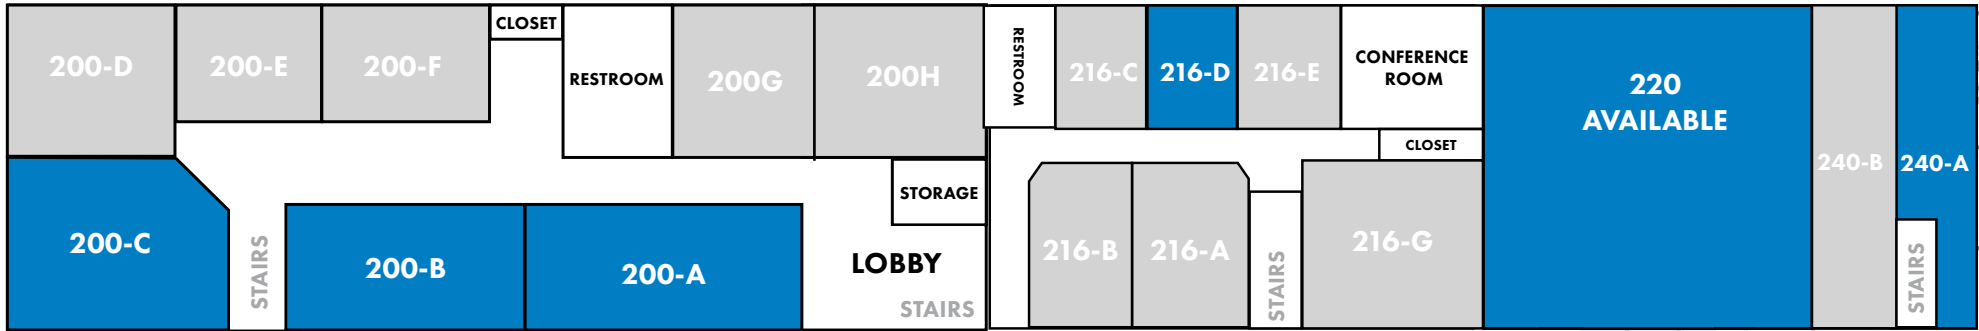 200-D
200-E
200-F
CLOSET
RESTROOM
200G
200H
RESTROOM
216-C
216-D
216-E
CONFERENCE
ROOM
220
AVAILABLE
CLOSET
240-B
240-A
STORAGE
200-C
STAIRS
200-B
200-A
LOBBY
STAIRS
216-B
216-A
STAIRS
216-G
STAIRS